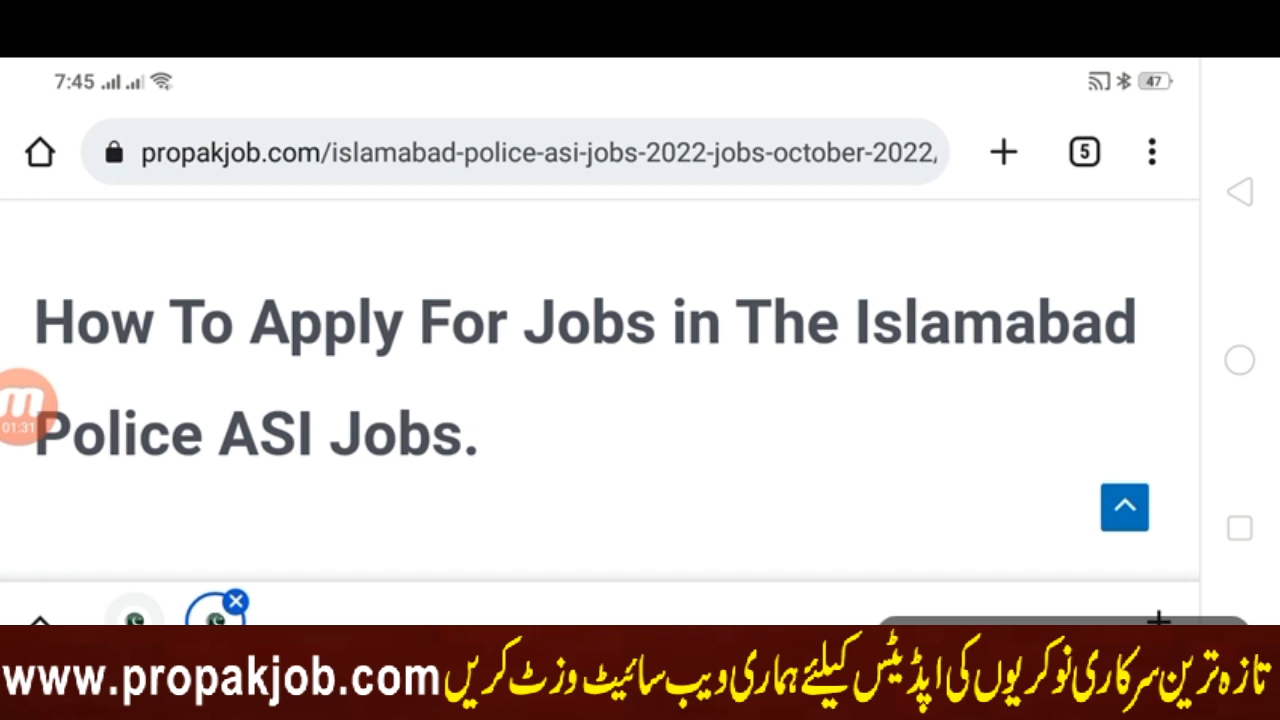 7:45
47
propakjob.com/islamabad-police-asi-jobs-2022-jobs-october-2022,
5
How To Apply For Jobs in The Islamabad
Police ASI Jobs.
01:31
تازہ ترین سرکاری نوکریوں کی اپڈیٹس کیلئے ہماری ویب سائیٹ وزٹ کریں www.propakjob.com